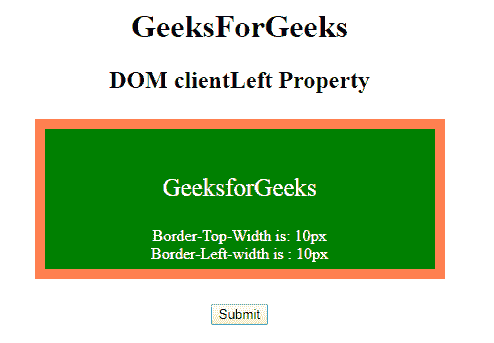 GeeksForGeeks
DOM clientLeft Property
GeeksforGeeks
Border-Top-Width is: 10px
Border-Left-width is : 10px
Submit